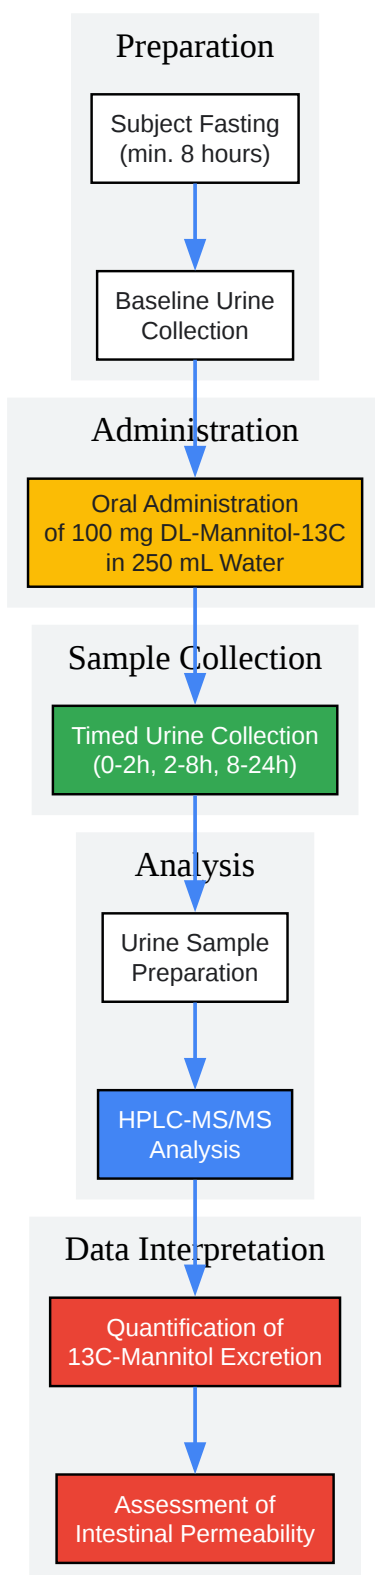 Preparation
Subject Fasting
(min. 8 hours)
Baseline Urine
Collection
Administration
Oral Administration
of 100 mg DL-Mannitol-13C
in 250 mL Water
Sample Collection
Timed Urine Collection
(0-2h, 2-8h, 8-24h)
Analysis
Urine Sample
Preparation
HPLC-MS/MS
Analysis
Data Interpretation
Quantification of
13C-Mannitol Excretion
Assessment of
Intestinal Permeability